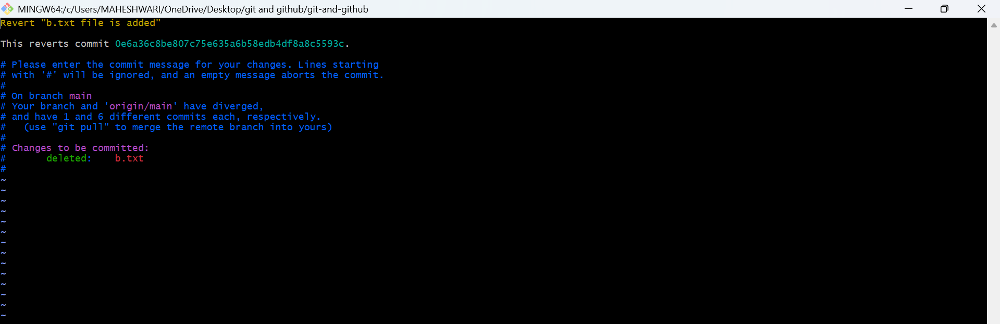 MINGW64:/c/Users/MAHESHWARI/OneDrive/Desktop/git and github/git-and-github
Revert "b.txt file is added"
This reverts commit 0e6a36c8be807c75e635a6b58edb4df8a8c5593c.
# Please enter the commit message for your changes. Lines starting
# with '#' will be ignored, and an empty message aborts the commit.
#
# On branch main
# Your branch and 'origin/main' have diverged,
# and have 1 and 6 different commits each, respectively.
#   (use "git pull" to merge the remote branch into yours)
#
# Changes to be committed:
#       deleted:    b.txt
#
~
~
~
~
~
~
~
~
~
~
~
~
~
~